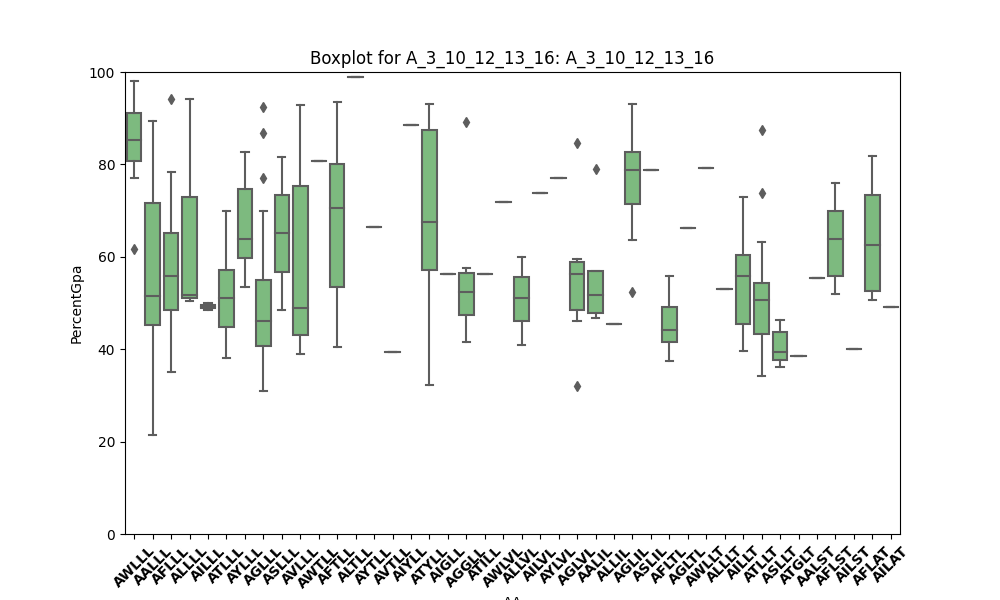 Boxplot for A_3_10_12_13_16: A_3_10_12_13_16
PercentGpa
100
80
60
40
20
0
AWLLL
AALLL
AFLLL
ALLLL
AILLL
ATLLL
AYLLL
AGLLL
ASLLL
AVLLL
AWTLL
AFTLL
ALTLL
AYTLL
AVTLL
AIYLL
ATYLL
AIGLL
AGGLL
ATILL
AWLVL
ALLVL
AILVL
AYLVL
AGLVL
AALIL
ALLIL
AGLIL
ASLIL
AFLTL
AGLTL
AWLLT
ALLLT
AILLT
ATLLT
ASLLT
ATGLT
AALST
AFLST
AILST
AFLAT
AILAT